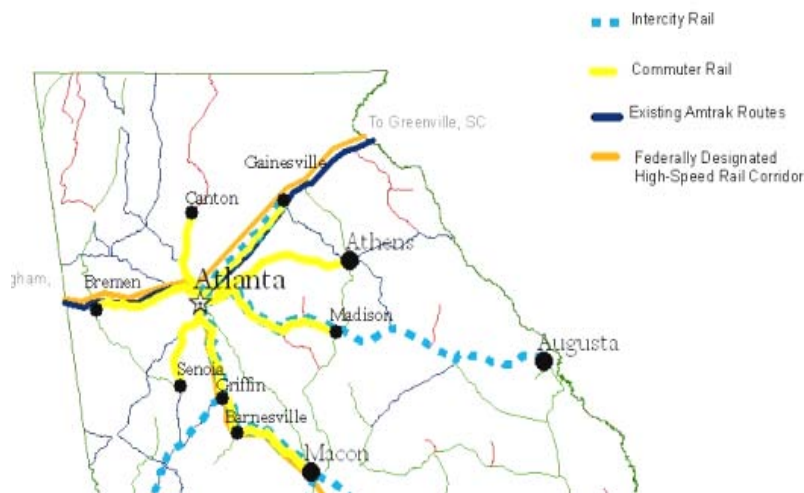 Intercity Rail
Commuter Rail
Existing Amtrak Routes
Federally Designated
High-Speed Rail Corridor
To Greenville, SC
Gainesville
Canton
Athens
Atlanta
gham,
Bremen
Madison
Augusta
Senoia
Griffin
Barnesville
Macon